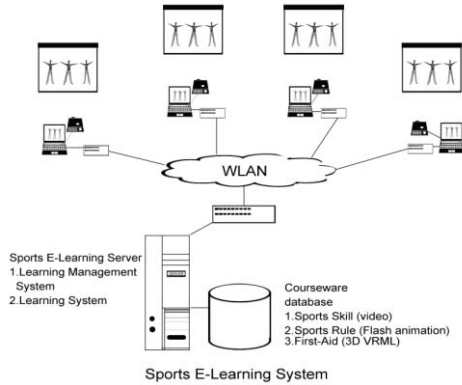 WLAN
Sports E-Learning Server
1.Learning Management
System
2.Learning System
Courseware
database
1.Sports Skill (video)
2.Sports Rule (Flash animation)
3.First-Aid (3D VRML)
Sports E-Learning System